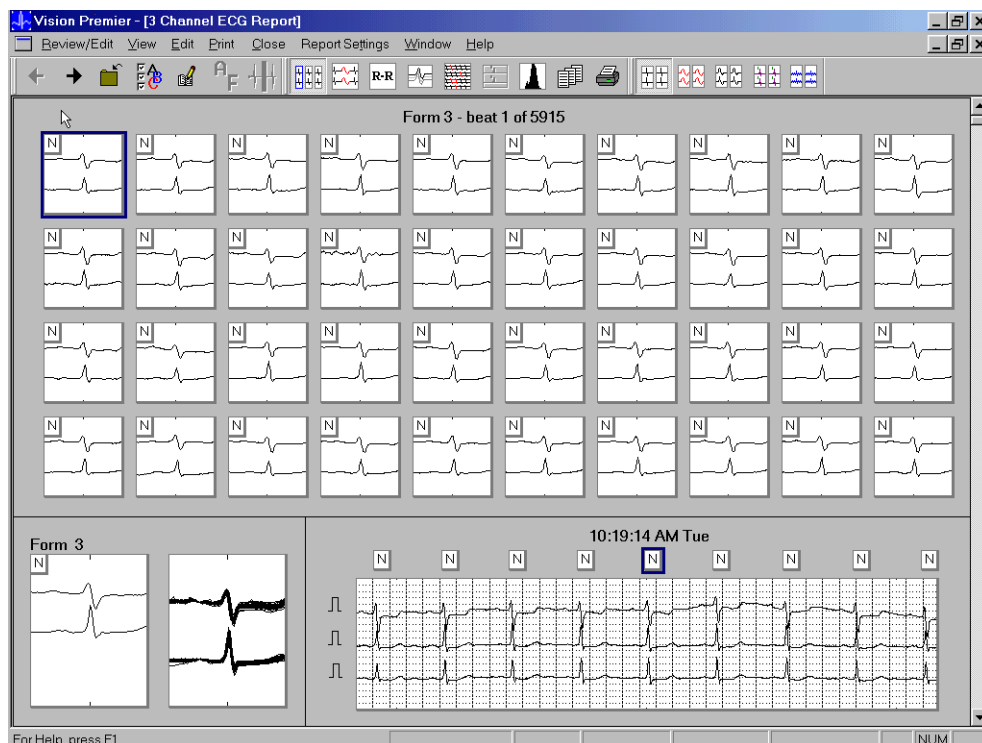 Vision Premier - [3 Channel ECG Report]
Review/Edit View Edit Print Close Report Settings Window Help
A B C A F R-R
Form 3 - beat 1 of 5915
N N N N N N N N N N
N N N N N N N N N N
N N N N N N N N N N
N N N N N N N N N N
Form 3
N
10:19:14 AM Tue
N N N N N N N N N
For Help, press F1
NUM